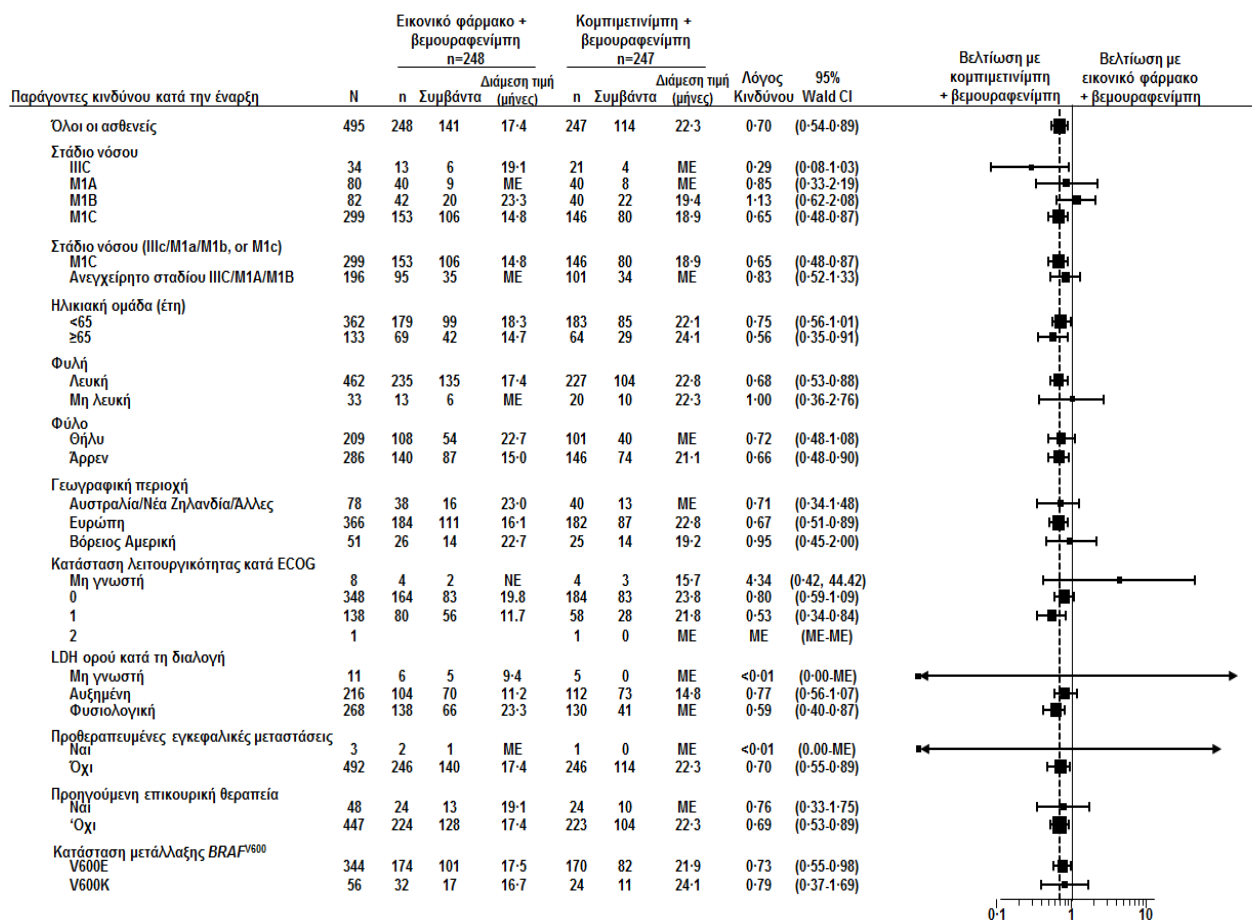 Εικονικό φάρμακο + βεμουραφενίμπη n=248
Κομπιμετινίμπη + βεμουραφενίμπη n=247
Βελτίωση με κομπιμετινίμπη + βεμουραφενίμπη
Βελτίωση με εικονικό φάρμακο + βεμουραφενίμπη
Παράγοντες κινδύνου κατά την έναρξη N n Συμβάντα Διάμεση τιμή (μήνες) n Συμβάντα Διάμεση τιμή (μήνες) Λόγος Κινδύνου 95% Wald CI
Όλοι οι ασθενείς 495 248 141 17·4 247 114 22·3 0·70 (0·54-0·89)
Στάδιο νόσου
IIIC 34 13 6 19·1 21 4 ME 0·29 (0·08-1·03)
M1A 80 40 9 ME 40 8 ME 0·85 (0·33-2·19)
M1B 82 42 20 23·3 40 22 19·4 1·13 (0·62-2·08)
M1C 299 153 106 14·8 146 80 18·9 0·65 (0·48-0·87)
Στάδιο νόσου (IIIc/M1a/M1b, or M1c)
M1C 299 153 106 14·8 146 80 18·9 0·65 (0·48-0·87)
Ανεγχείρητο σταδίου IIIC/M1A/M1B 196 95 35 ME 101 34 ME 0·83 (0·52-1·33)
Ηλικιακή ομάδα (έτη)
<65 362 179 99 18·3 183 85 22·1 0·75 (0·56-1·01)
≥65 133 69 42 14·7 64 29 24·1 0·56 (0·35-0·91)
Φυλή
Λευκή 462 235 135 17·4 227 104 22·8 0·68 (0·53-0·88)
Μη λευκή 33 13 6 ME 20 10 22·3 1·00 (0·36-2·76)
Φύλο
Θήλυ 209 108 54 22·7 101 40 ME 0·72 (0·48-1·08)
Άρρεν 286 140 87 15·0 146 74 21·1 0·66 (0·48-0·90)
Γεωγραφική περιοχή
Αυστραλία/Νέα Ζηλανδία/Άλλες 78 38 16 23·0 40 13 ME 0·71 (0·34-1·48)
Ευρώπη 366 184 111 16·1 182 87 22·8 0·67 (0·51-0·89)
Βόρειος Αμερική 51 26 14 22·7 25 14 19·2 0·95 (0·45-2·00)
Κατάσταση λειτουργικότητας κατά ECOG
Μη γνωστή 8 4 2 NE 4 3 15·7 4·34 (0·42, 44.42)
0 348 164 83 19·8 184 83 23·8 0·80 (0·59-1·09)
1 138 80 56 11·7 58 28 21·8 0·53 (0·34-0·84)
2 1 1 0 ME ME (ME-ME)
LDH ορού κατά τη διαλογή
Μη γνωστή 11 6 5 9·4 5 0 ME <0·01 (0·00-ME)
Αυξημένη 216 104 70 11·2 112 73 14·8 0·77 (0·56-1·07)
Φυσιολογική 268 138 66 23·3 130 41 ME 0·59 (0·40-0·87)
Προθεραπευμένες εγκεφαλικές μεταστάσεις
Ναι 3 2 1 ME 1 0 ME <0·01 (0.00-ME)
Όχι 492 246 140 17·4 246 114 22·3 0·70 (0·55-0·89)
Προηγούμενη επικουρική θεραπεία
Ναι 48 24 13 19·1 24 10 ME 0·76 (0·33-1·75)
‘Οχι 447 224 128 17·4 223 104 22·3 0·69 (0·53-0·89)
Κατάσταση μετάλλαξης BRAFV600
V600E 344 174 101 17·5 170 82 21·9 0·73 (0·55-0·98)
V600K 56 32 17 16·7 24 11 24·1 0·79 (0·37-1·69)
0·1 1 10